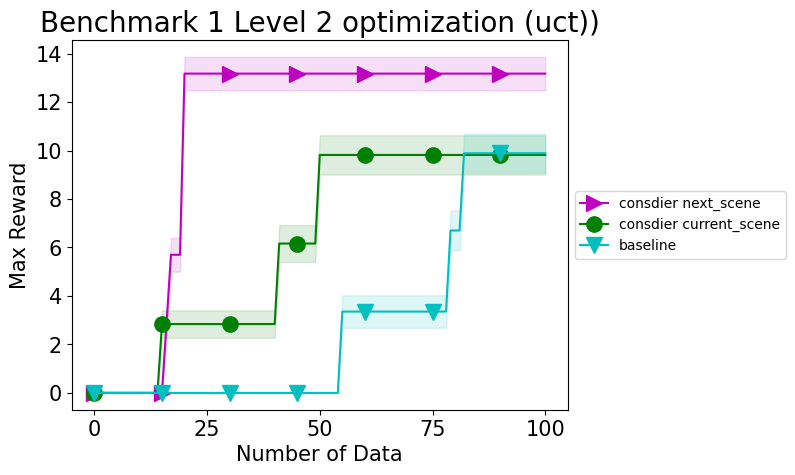 Benchmark 1 Level 2 optimization (uct))
Max Reward
14
12
10
8
6
4
2
0
0 25 50 75 100
Number of Data
consdier next_scene
consdier current_scene
baseline